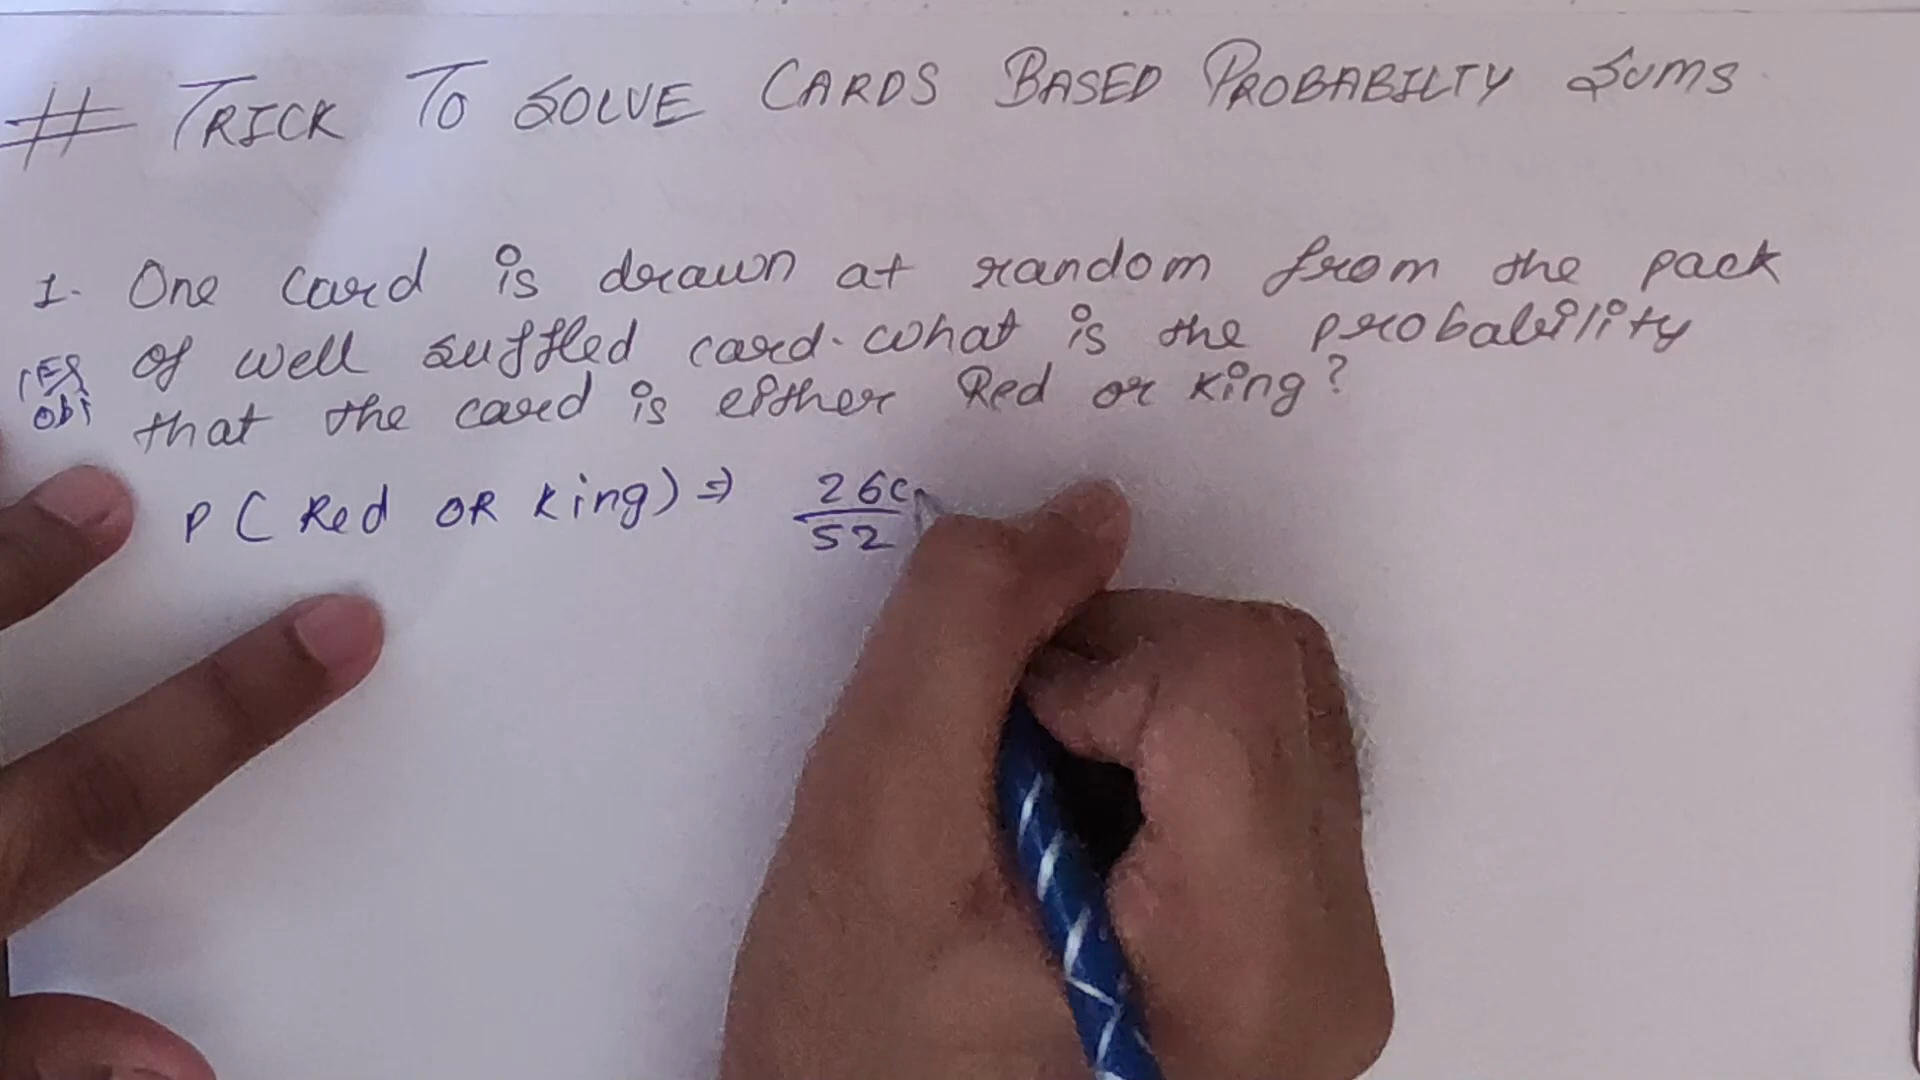 # TRICK TO SOLVE CARDS BASED PROBABILTY SUMS
1. One card is drawn at random from the pack
of well suffled card. what is the probability
that the card is either Red or King?
P ( Red OR King) ⇒ 26C
52